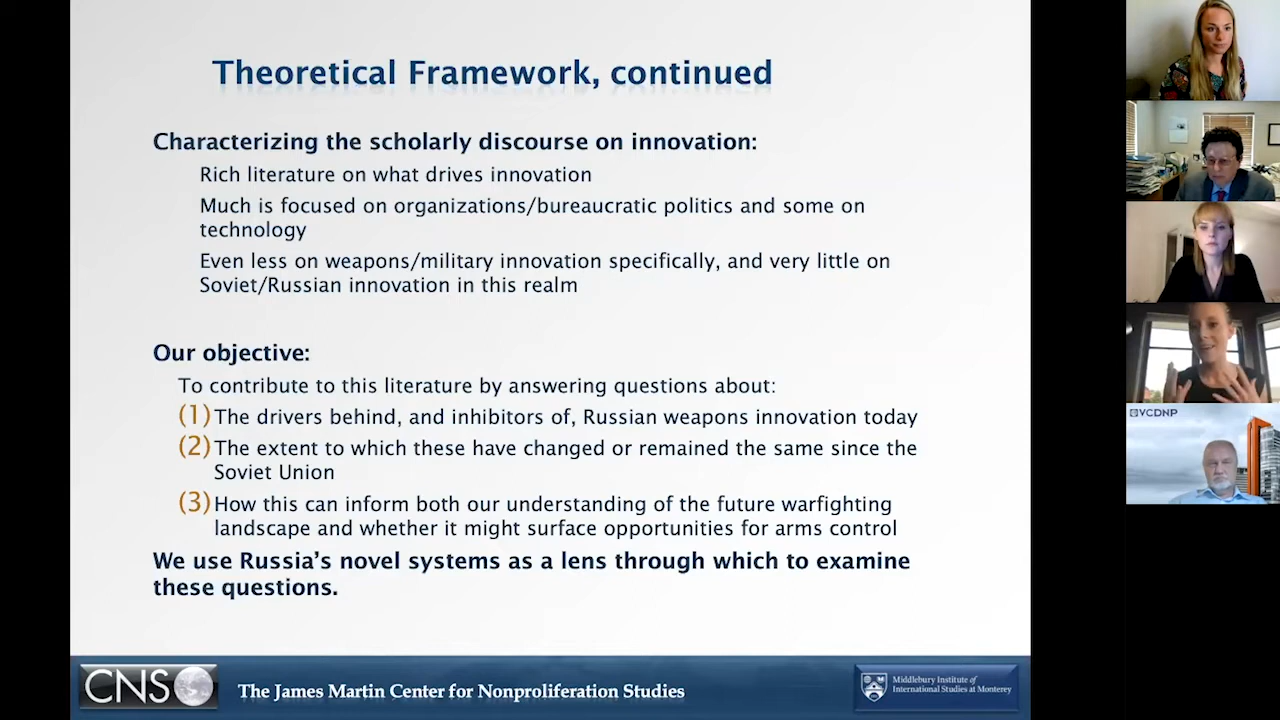 Theoretical Framework, continued
Characterizing the scholarly discourse on innovation:
Rich literature on what drives innovation
Much is focused on organizations/bureaucratic politics and some on
technology
Even less on weapons/military innovation specifically, and very little on
Soviet/Russian innovation in this realm
Our objective:
To contribute to this literature by answering questions about:
(1) The drivers behind, and inhibitors of, Russian weapons innovation today
(2) The extent to which these have changed or remained the same since the
Soviet Union
(3) How this can inform both our understanding of the future warfighting
landscape and whether it might surface opportunities for arms control
We use Russia's novel systems as a lens through which to examine
these questions.
CNS
The James Martin Center for Nonproliferation Studies
Middlebury Institute of
International Studies at Monterey
VCDNP